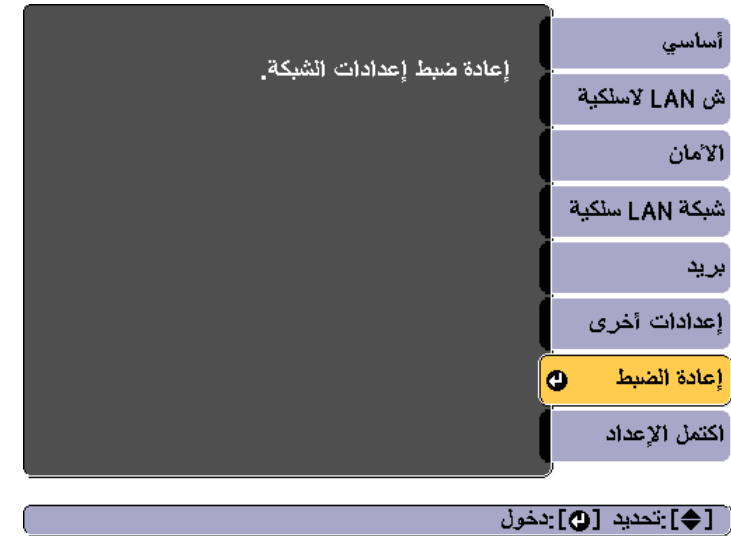 أساسي
ش LAN لاسلكية
الأمان
شبكة LAN سلكية
بريد
إعدادات أخرى
إعادة الضبط
اكتمل الإعداد
إعادة ضبط إعدادات الشبكة.
[◆]:تحديد [↵]:دخول